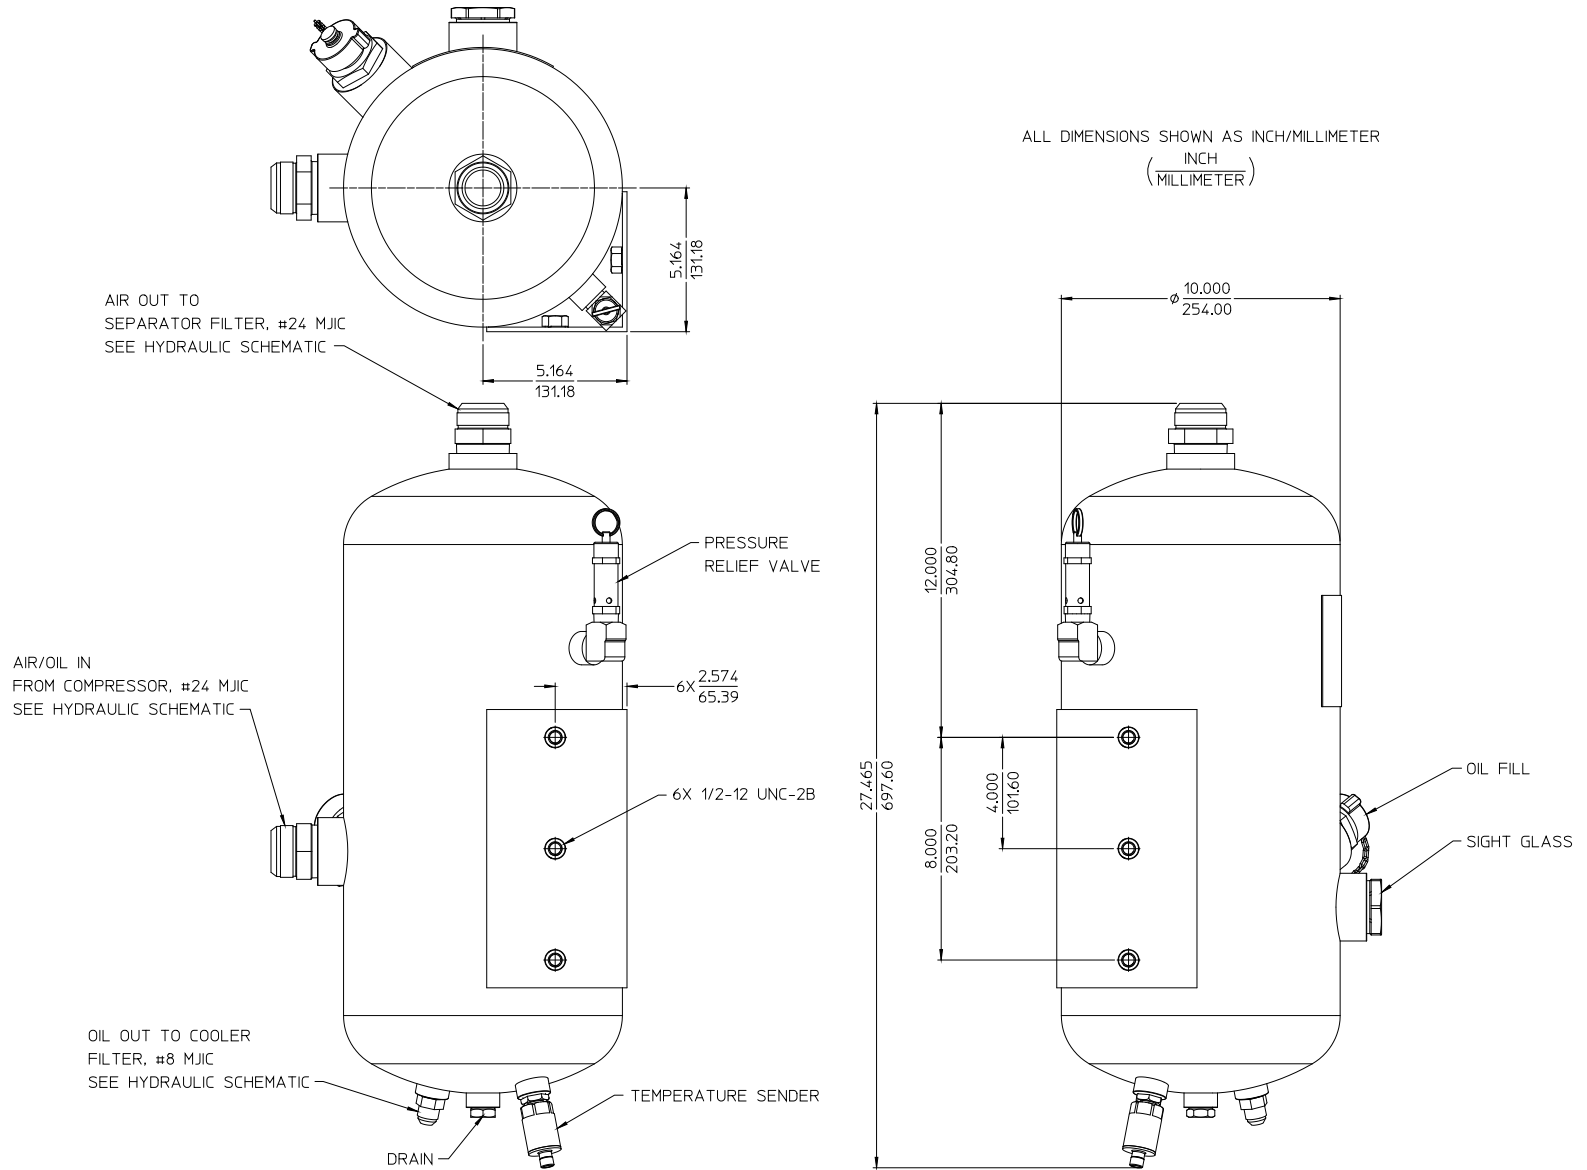 ALL DIMENSIONS SHOWN AS INCH/MILLIMETER
(INCH
MILLIMETER)
5.164
131.18
5.164
131.18
AIR OUT TO
SEPARATOR FILTER, #24 MJIC
SEE HYDRAULIC SCHEMATIC
ø 10.000
254.00
PRESSURE
RELIEF VALVE
12.000
304.80
AIR/OIL IN
FROM COMPRESSOR, #24 MJIC
SEE HYDRAULIC SCHEMATIC
6X 2.574
65.39
6X 1/2-12 UNC-2B
27.465
697.60
4.000
101.60
8.000
203.20
OIL FILL
SIGHT GLASS
OIL OUT TO COOLER
FILTER, #8 MJIC
SEE HYDRAULIC SCHEMATIC
TEMPERATURE SENDER
DRAIN